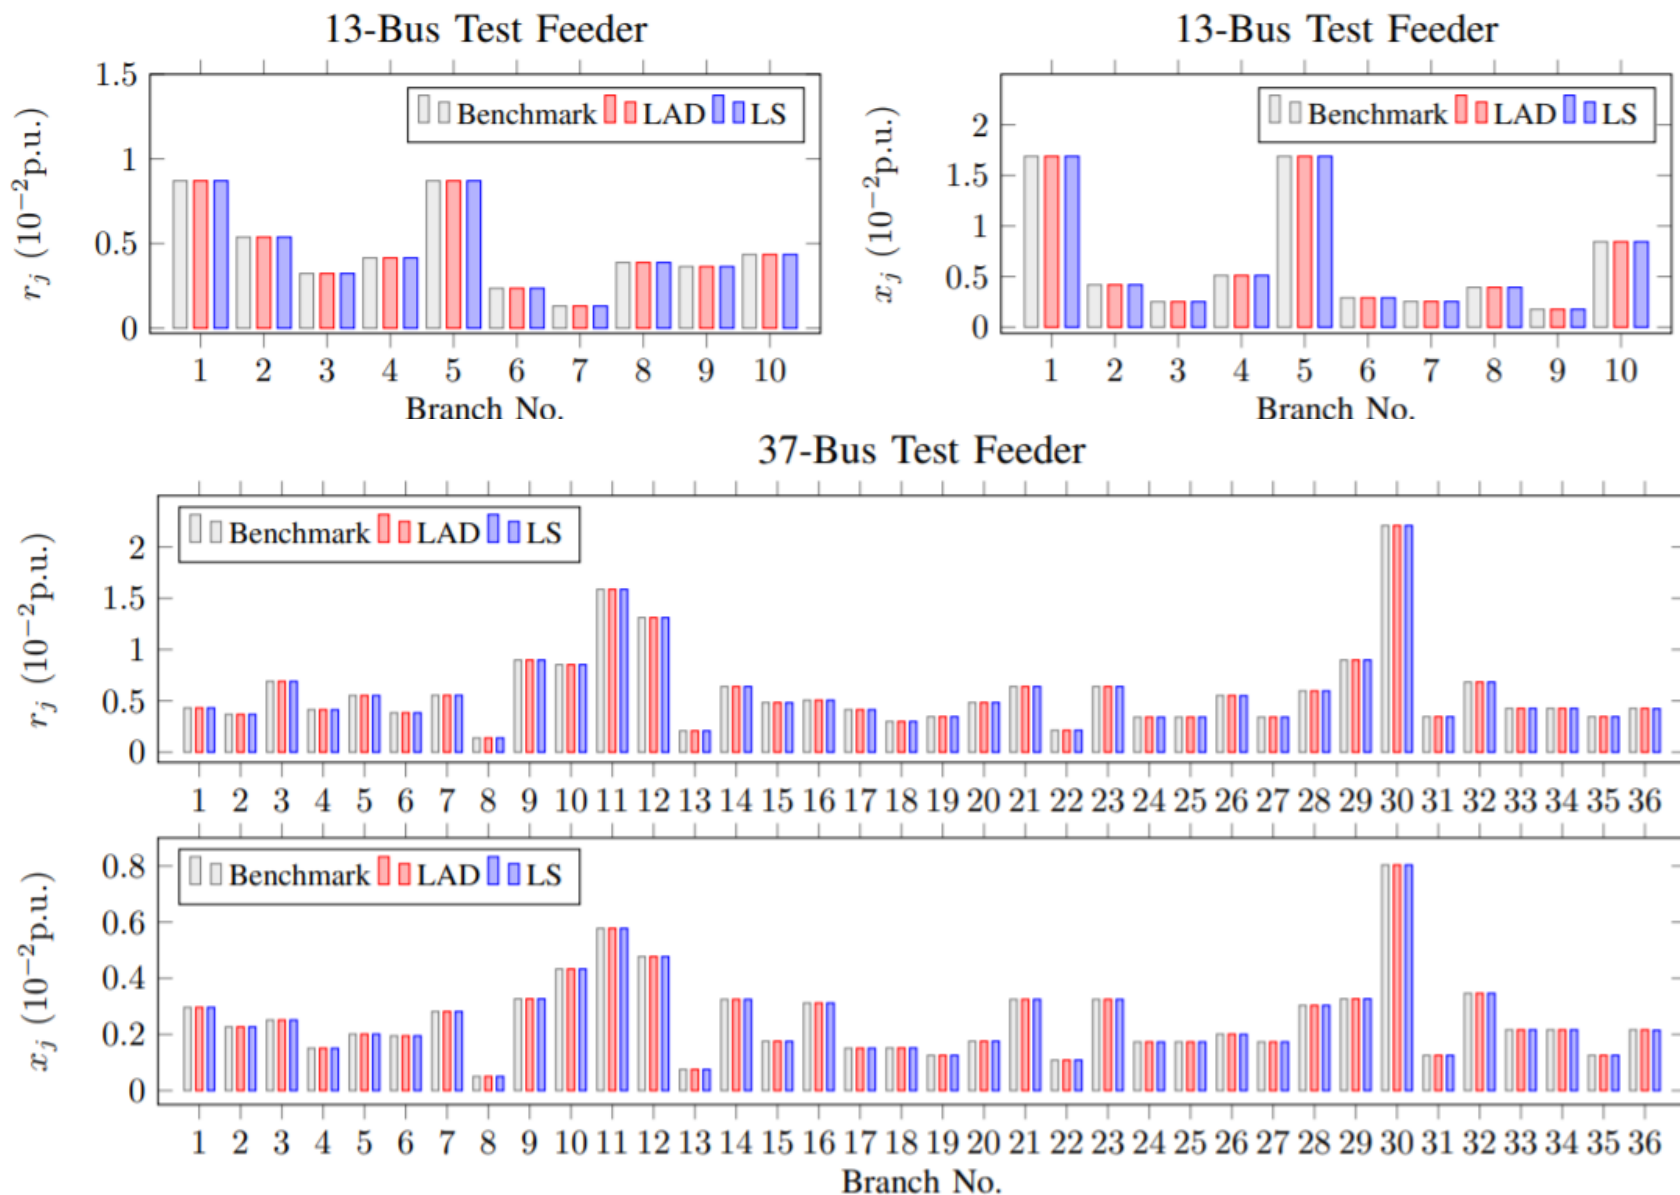 13-Bus Test Feeder
r_j (10^−2 p.u.)
1.5
1
0.5
0
Benchmark LAD LS
1 2 3 4 5 6 7 8 9 10
Branch No.
13-Bus Test Feeder
x_j (10^−2 p.u.)
2
1.5
1
0.5
0
Benchmark LAD LS
1 2 3 4 5 6 7 8 9 10
Branch No.
37-Bus Test Feeder
r_j (10^−2 p.u.)
2
1.5
1
0.5
0
Benchmark LAD LS
1 2 3 4 5 6 7 8 9 10 11 12 13 14 15 16 17 18 19 20 21 22 23 24 25 26 27 28 29 30 31 32 33 34 35 36
x_j (10^−2 p.u.)
0.8
0.6
0.4
0.2
0
Benchmark LAD LS
1 2 3 4 5 6 7 8 9 10 11 12 13 14 15 16 17 18 19 20 21 22 23 24 25 26 27 28 29 30 31 32 33 34 35 36
Branch No.